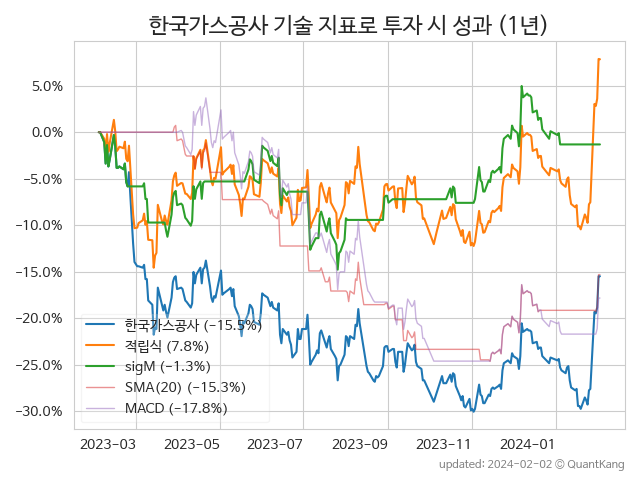 한국가스공사 기술 지표로 투자 시 성과 (1년)
5.0%
0.0%
−5.0%
−10.0%
−15.0%
−20.0%
−25.0%
−30.0%
한국가스공사 (−15.5%)
적립식 (7.8%)
sigM (−1.3%)
SMA(20) (−15.3%)
MACD (−17.8%)
2023−03 2023−05 2023−07 2023−09 2023−11 2024−01
updated: 2024−02−02 ⓒ QuantKang